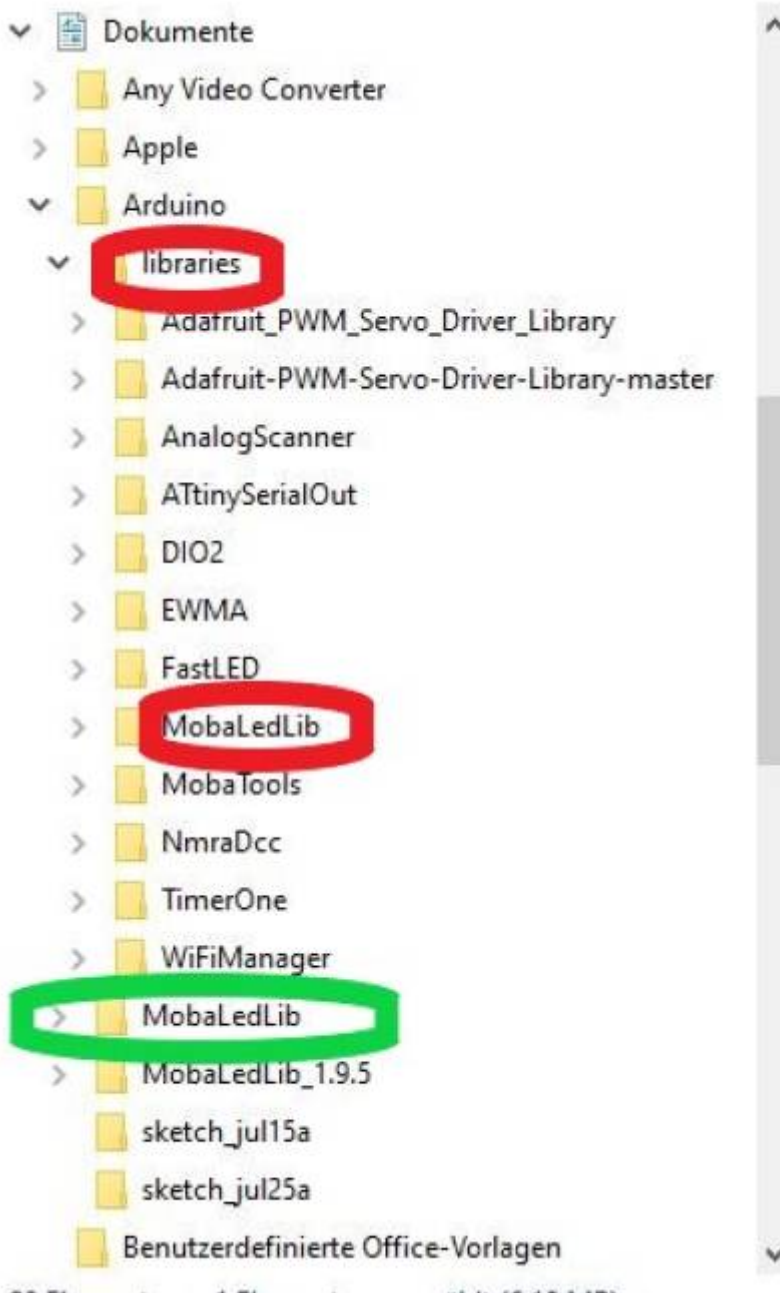 Dokumente
Any Video Converter
Apple
Arduino
libraries
Adafruit_PWM_Servo_Driver_Library
Adafruit-PWM-Servo-Driver-Library-master
AnalogScanner
ATtinySerialOut
DIO2
EWMA
FastLED
MobaLedLib
MobaTools
NmraDcc
TimerOne
WiFiManager
MobaLedLib
MobaLedLib_1.9.5
sketch_jul15a
sketch_jul25a
Benutzerdefinierte Office-Vorlagen